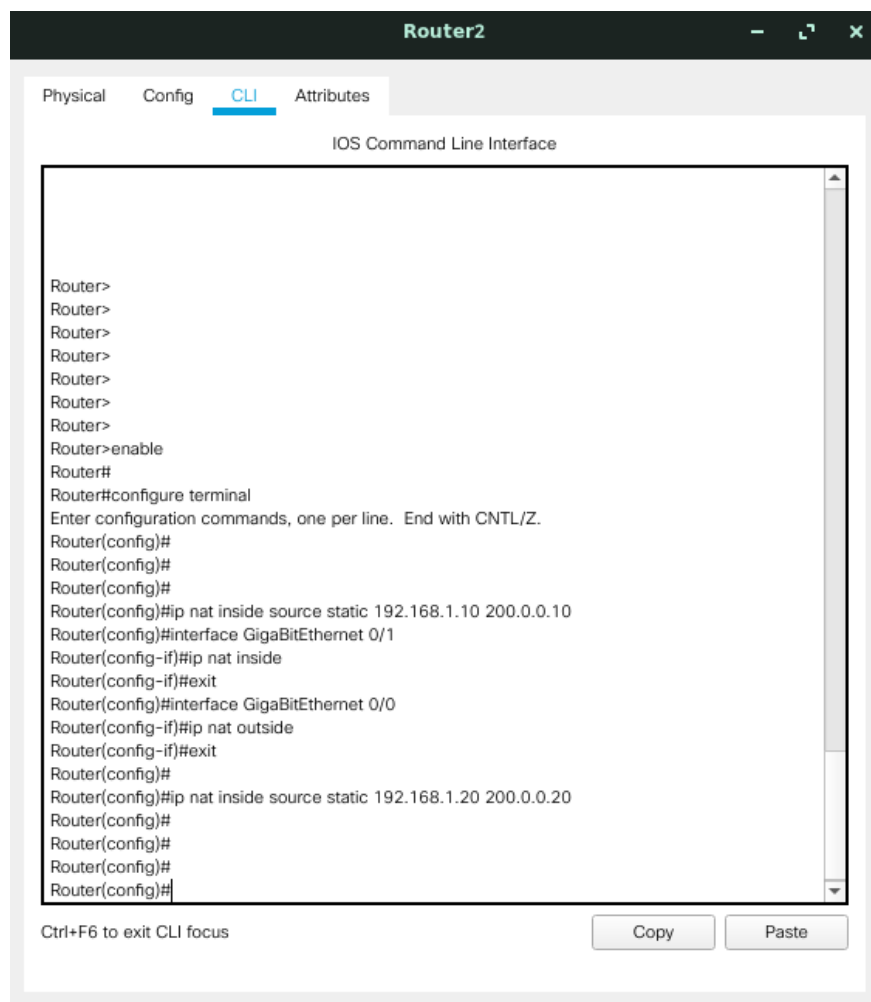 Router2
Physical Config CLI Attributes
IOS Command Line Interface
Router>
Router>
Router>
Router>
Router>
Router>
Router>
Router>enable
Router#
Router#configure terminal
Enter configuration commands, one per line.  End with CNTL/Z.
Router(config)#
Router(config)#
Router(config)#
Router(config)#ip nat inside source static 192.168.1.10 200.0.0.10
Router(config)#interface GigaBitEthernet 0/1
Router(config-if)#ip nat inside
Router(config-if)#exit
Router(config)#interface GigaBitEthernet 0/0
Router(config-if)#ip nat outside
Router(config-if)#exit
Router(config)#
Router(config)#ip nat inside source static 192.168.1.20 200.0.0.20
Router(config)#
Router(config)#
Router(config)#
Router(config)#
Ctrl+F6 to exit CLI focus Copy Paste